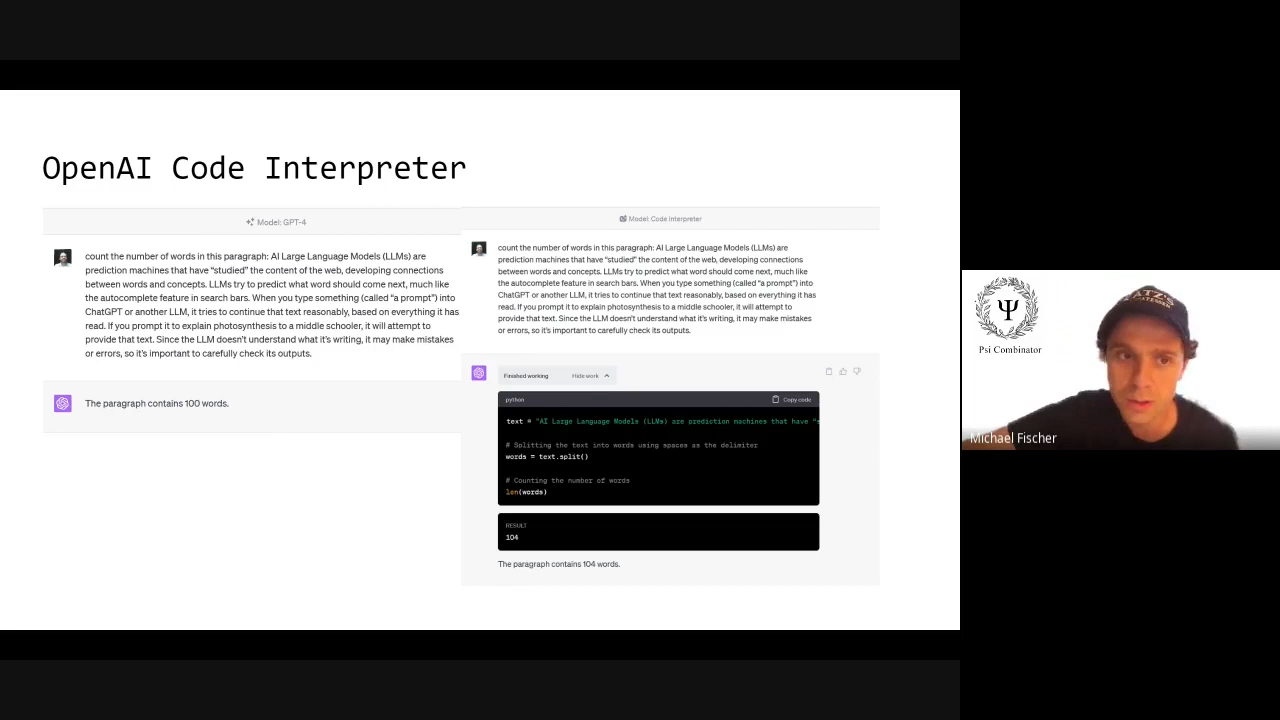 OpenAI Code Interpreter
Model: GPT-4
count the number of words in this paragraph: AI Large Language Models (LLMs) are
prediction machines that have “studied” the content of the web, developing connections
between words and concepts. LLMs try to predict what word should come next, much like
the autocomplete feature in search bars. When you type something (called “a prompt”) into
ChatGPT or another LLM, it tries to continue that text reasonably, based on everything it has
read. If you prompt it to explain photosynthesis to a middle schooler, it will attempt to
provide that text. Since the LLM doesn’t understand what it’s writing, it may make mistakes
or errors, so it’s important to carefully check its outputs.
The paragraph contains 100 words.
Model: Code Interpreter
count the number of words in this paragraph: AI Large Language Models (LLMs) are
prediction machines that have “studied” the content of the web, developing connections
between words and concepts. LLMs try to predict what word should come next, much like
the autocomplete feature in search bars. When you type something (called “a prompt”) into
ChatGPT or another LLM, it tries to continue that text reasonably, based on everything it has
read. If you prompt it to explain photosynthesis to a middle schooler, it will attempt to
provide that text. Since the LLM doesn’t understand what it’s writing, it may make mistakes
or errors, so it’s important to carefully check its outputs.
Finished working Hide work
python Copy code
text = "AI Large Language Models (LLMs) are prediction machines that have “s
# Splitting the text into words using spaces as the delimiter
words = text.split()
# Counting the number of words
len(words)
RESULT
104
The paragraph contains 104 words.
Ψ
Psi Combinator
Michael Fischer